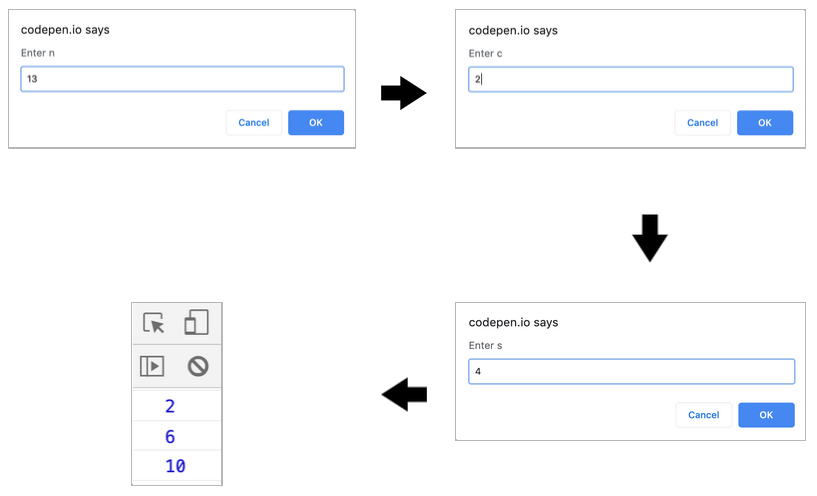 codepen.io says
Enter n
13
Cancel
OK
codepen.io says
Enter c
2
Cancel
OK
codepen.io says
Enter s
4
Cancel
OK
2
6
10